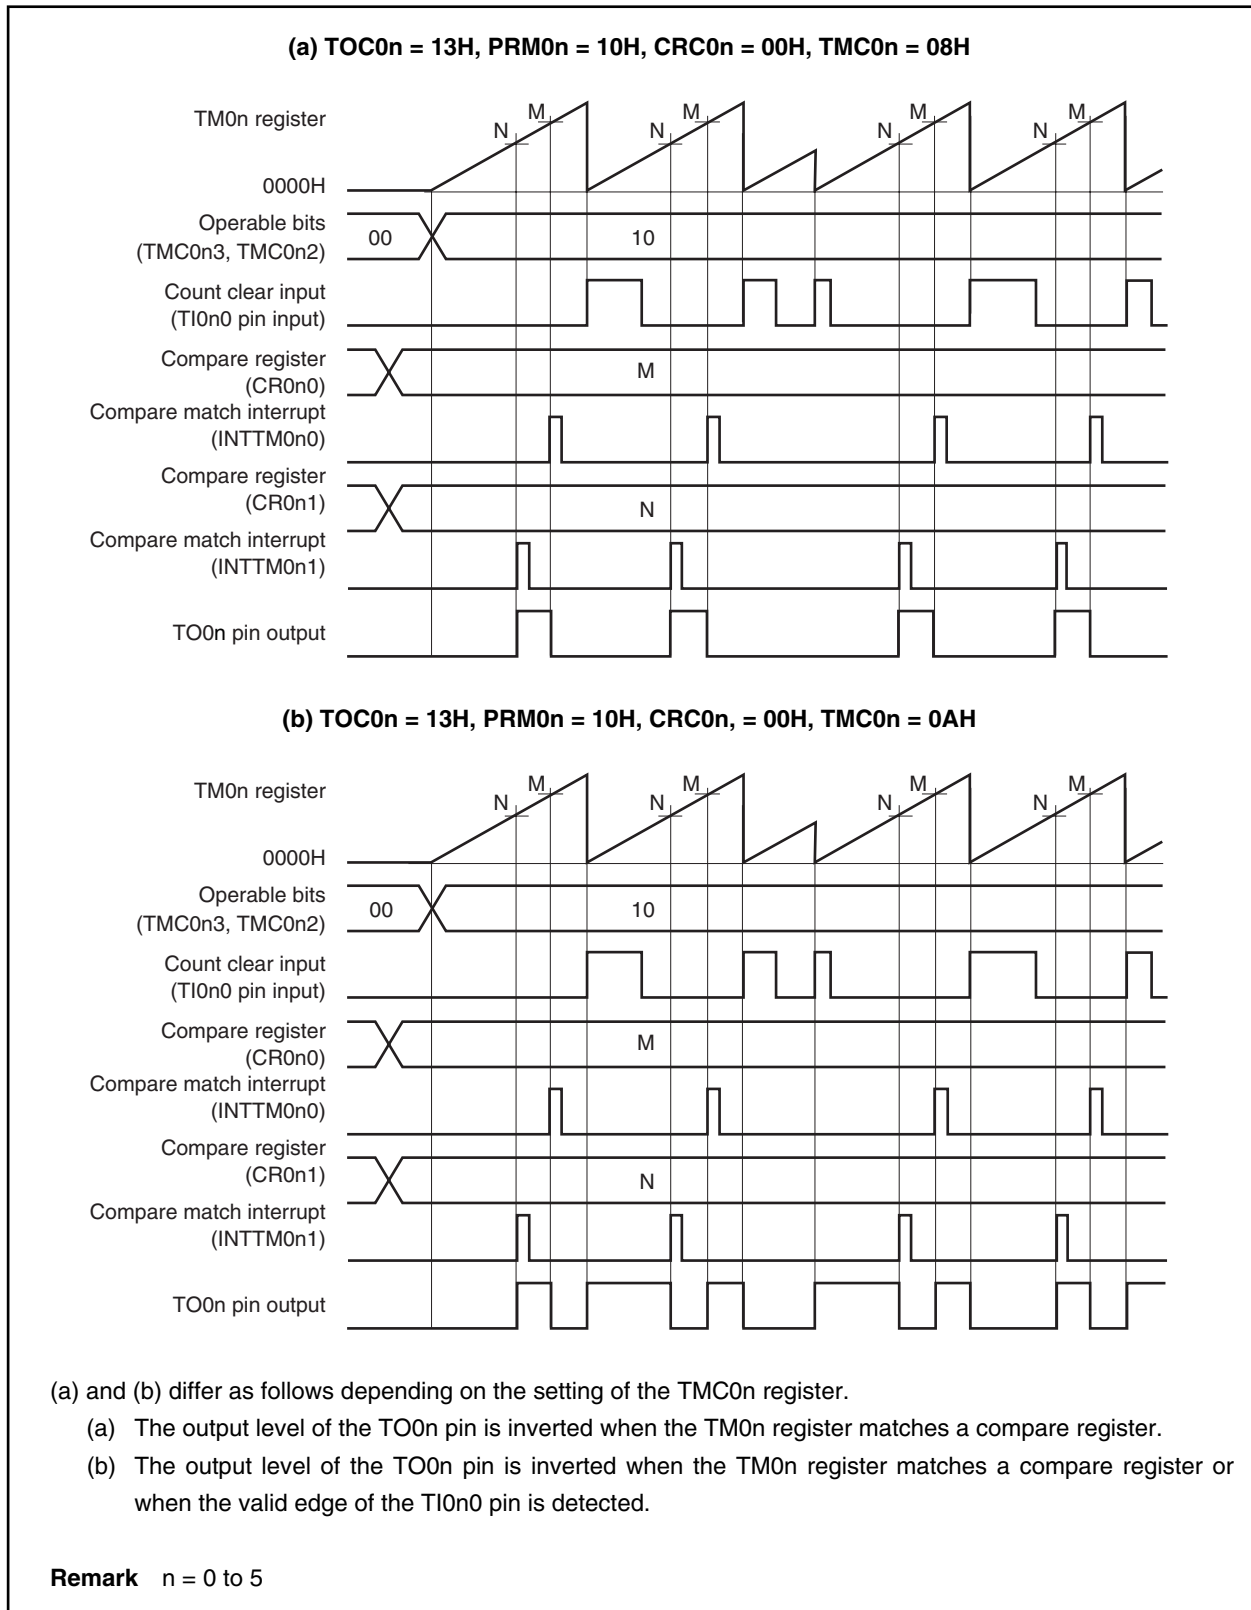 (a) TOC0n = 13H, PRM0n = 10H, CRC0n = 00H, TMC0n = 08H
TM0n register
N
M
N
M
N
M
N
M
0000H
Operable bits
(TMC0n3, TMC0n2)
00
10
Count clear input
(TI0n0 pin input)
Compare register
(CR0n0)
M
Compare match interrupt
(INTTM0n0)
Compare register
(CR0n1)
N
Compare match interrupt
(INTTM0n1)
TO0n pin output
(b) TOC0n = 13H, PRM0n = 10H, CRC0n, = 00H, TMC0n = 0AH
TM0n register
N
M
N
M
N
M
N
M
0000H
Operable bits
(TMC0n3, TMC0n2)
00
10
Count clear input
(TI0n0 pin input)
Compare register
(CR0n0)
M
Compare match interrupt
(INTTM0n0)
Compare register
(CR0n1)
N
Compare match interrupt
(INTTM0n1)
TO0n pin output
(a) and (b) differ as follows depending on the setting of the TMC0n register.
(a) The output level of the TO0n pin is inverted when the TM0n register matches a compare register.
(b) The output level of the TO0n pin is inverted when the TM0n register matches a compare register or
when the valid edge of the TI0n0 pin is detected.
Remark n = 0 to 5